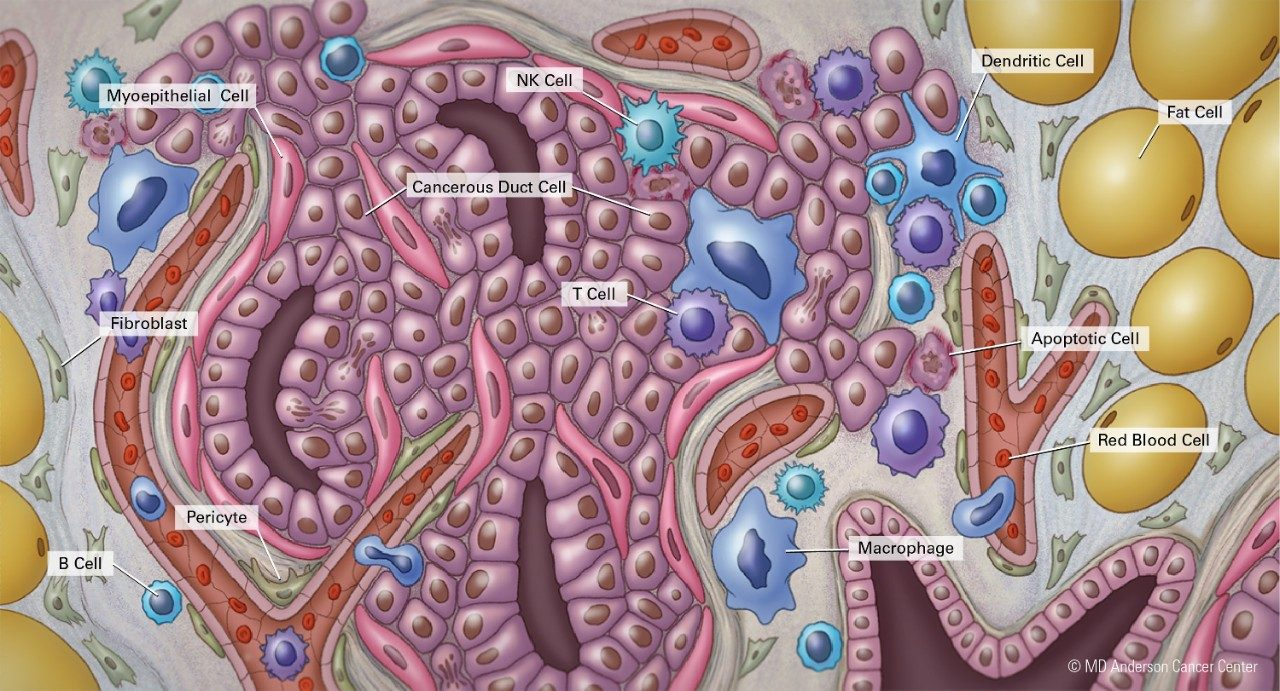 Dendritic Cell
NK Cell
Myoepithelial Cell
Fat Cell
Cancerous Duct Cell
T Cell
Fibroblast
Apoptotic Cell
Red Blood Cell
Pericyte
Macrophage
B Cell
© MD Anderson Cancer Center